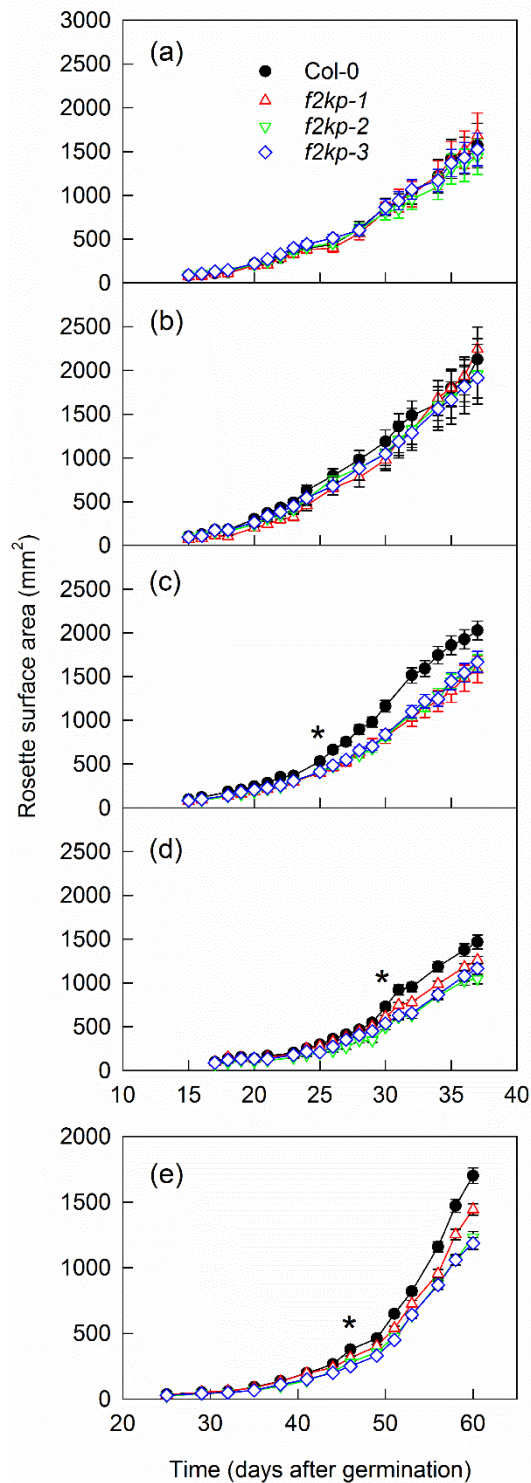 3000
(a)
Col-0
2500
f2kp-1
2000
f2kp-2
1500
f2kp-3
1000
500
0
(b)
2500
2000
1500
1000
500
0
(c)
2500
2000
1500
1000
*
500
0
(d)
2500
2000
1500
1000
*
500
0
10 15 20 25 30 35 40
2000
(e)
1500
1000
500
*
0
20 30 40 50 60
Rosette surface area (mm²)
Time (days after germination)